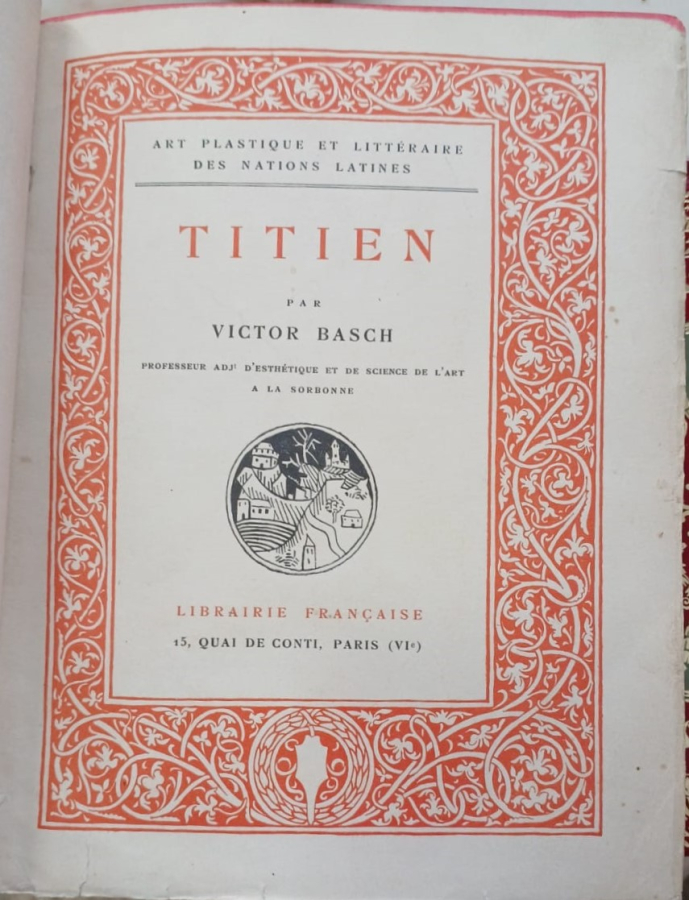 ART PLASTIQUE ET LITTÉRAIRE
DES NATIONS LATINES
TITIEN
PAR
VICTOR BASCH
PROFESSEUR ADJᵗ D'ESTHÉTIQUE ET DE SCIENCE DE L'ART
A LA SORBONNE
LIBRAIRIE FRANÇAISE
15, QUAI DE CONTI, PARIS (VIᵉ)